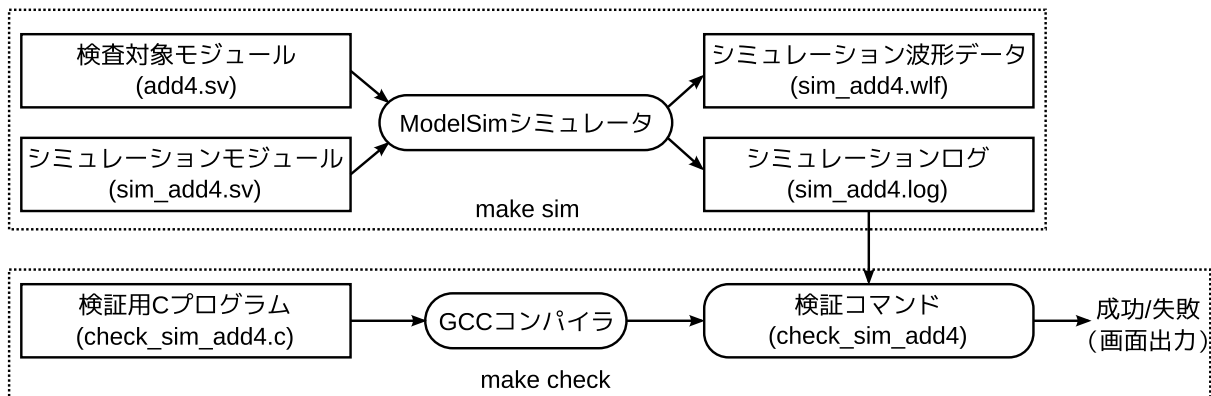 検査対象モジュール
(add4.sv)
シミュレーションモジュール
(sim_add4.sv)
ModelSimシミュレータ
シミュレーション波形データ
(sim_add4.wlf)
シミュレーションログ
(sim_add4.log)
make sim
検証用Cプログラム
(check_sim_add4.c)
GCCコンパイラ
検証コマンド
(check_sim_add4)
成功/失敗
（画面出力）
make check